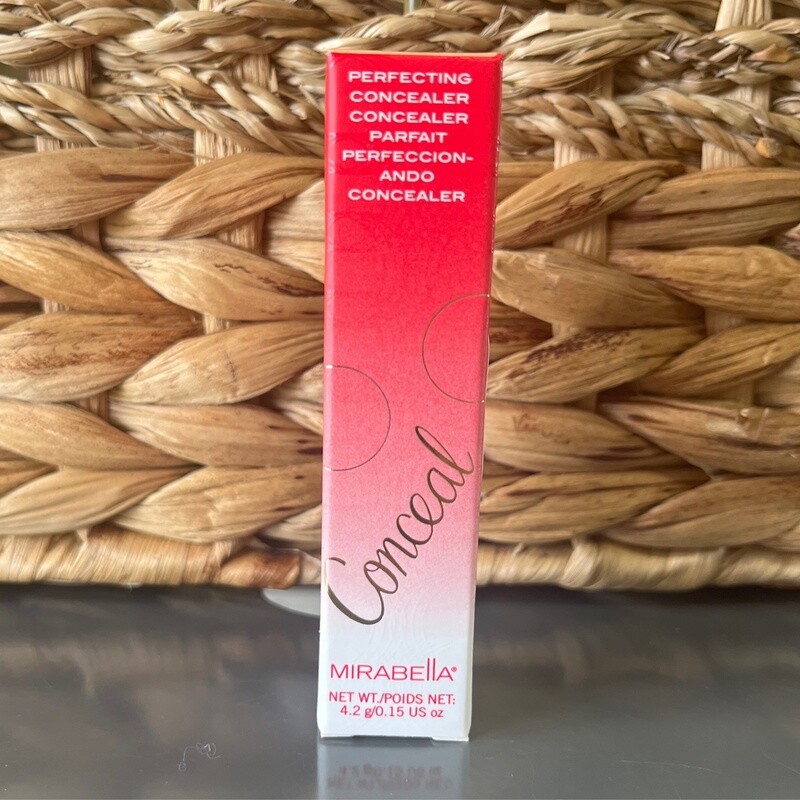 PERFECTING
CONCEALER
CONCEALER
PARFAIT
PERFECCION-
ANDO
CONCEALER
Conceal
MIRABEllA®
NET WT./POIDS NET:
4.2 g/0.15 US oz